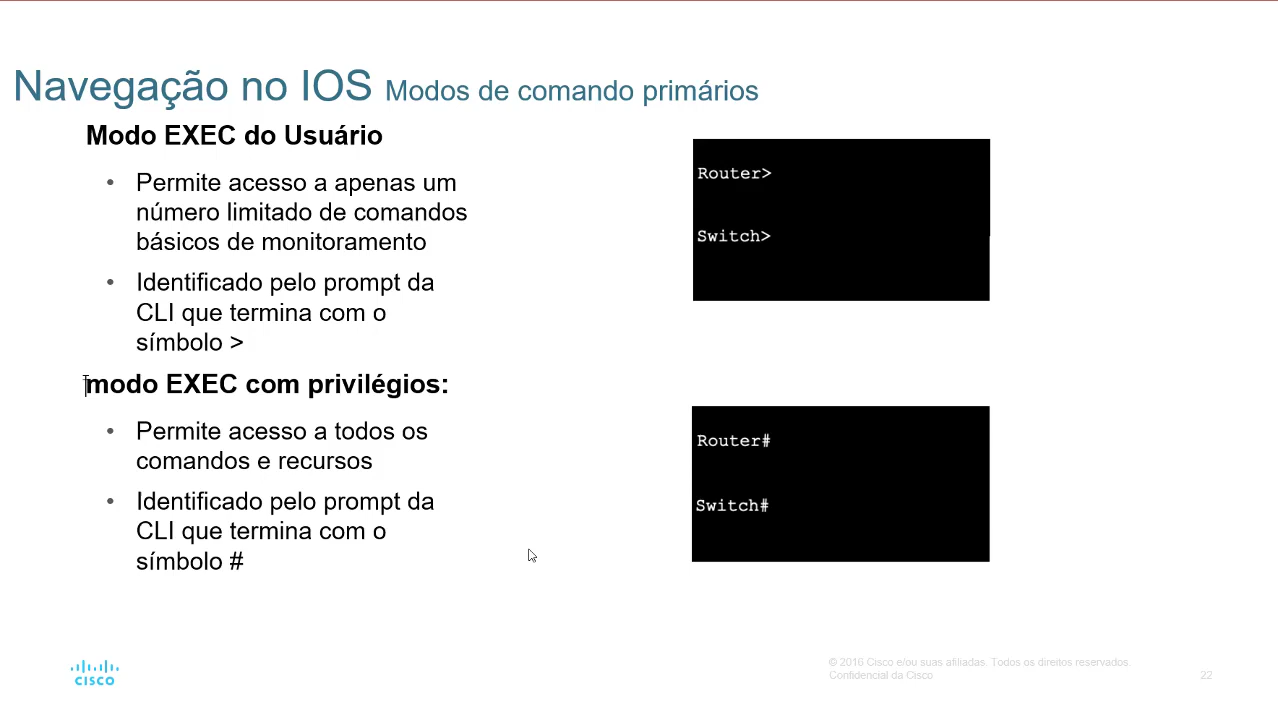 Navegação no IOS Modos de comando primários
Modo EXEC do Usuário
• Permite acesso a apenas um
número limitado de comandos
básicos de monitoramento
• Identificado pelo prompt da
CLI que termina com o
símbolo >
Router>
Switch>
modo EXEC com privilégios:
• Permite acesso a todos os
comandos e recursos
• Identificado pelo prompt da
CLI que termina com o
símbolo #
Router#
Switch#
CISCO
© 2016 Cisco e/ou suas afiliadas. Todos os direitos reservados.
Confidencial da Cisco
22